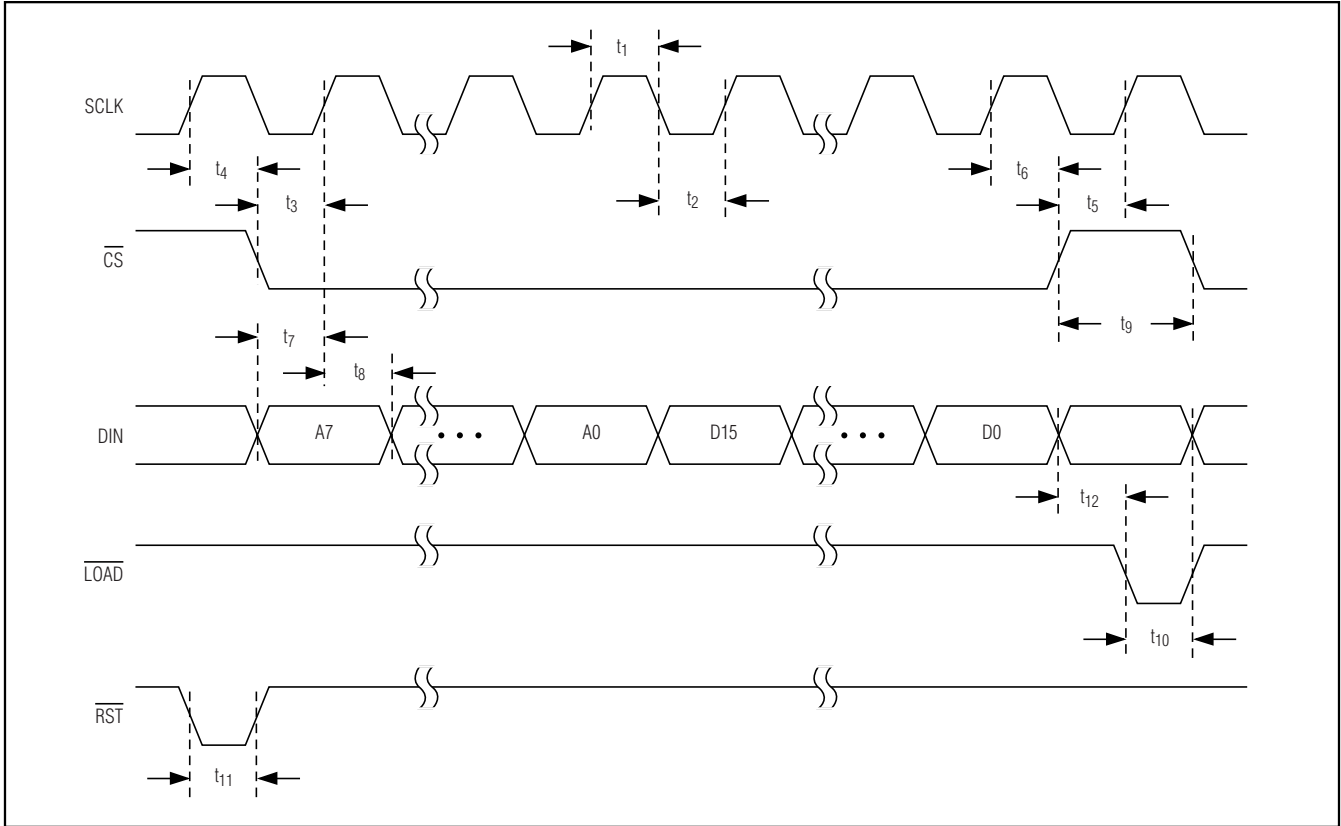 t1
SCLK
t4
t6
t3
t2
t5
CS
t7
t9
t8
DIN
A7
• • •
A0
D15
• • •
D0
t12
LOAD
t10
RST
t11